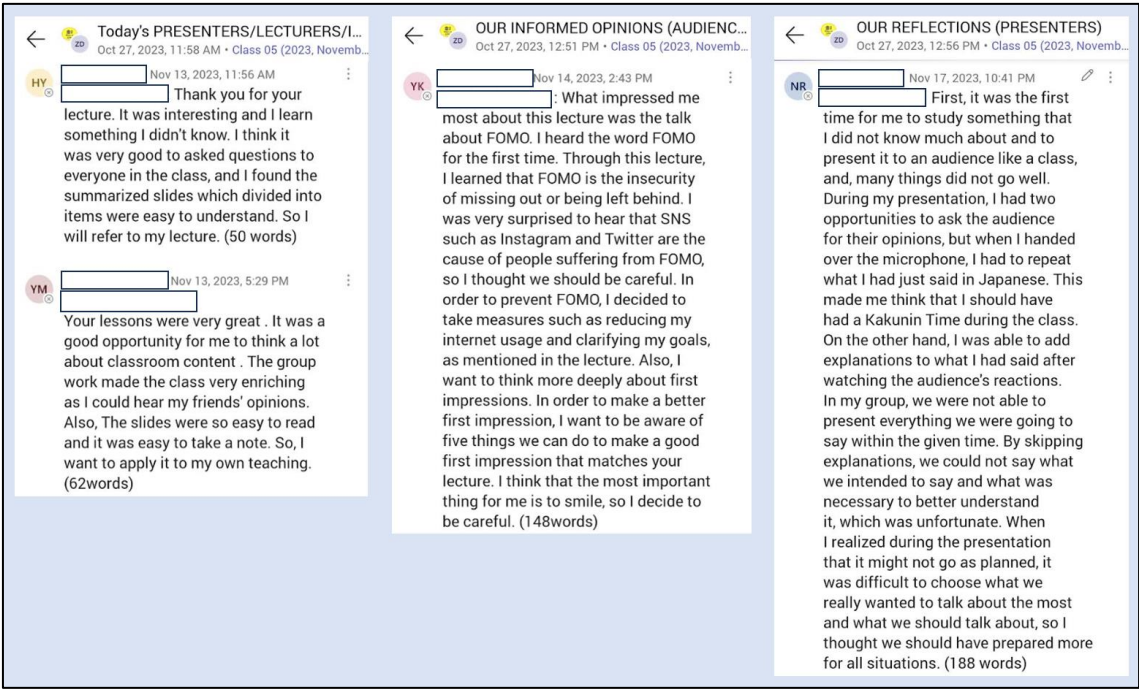 Today's PRESENTERS/LECTURERS/I...
ZD
Oct 27, 2023, 11:58 AM • Class 05 (2023, Novemb...
HY
Nov 13, 2023, 11:56 AM
Thank you for your
lecture. It was interesting and I learn
something I didn't know. I think it
was very good to asked questions to
everyone in the class, and I found the
summarized slides which divided into
items were easy to understand. So I
will refer to my lecture. (50 words)
YM
Nov 13, 2023, 5:29 PM
Your lessons were very great . It was a
good opportunity for me to think a lot
about classroom content . The group
work made the class very enriching
as I could hear my friends' opinions.
Also, The slides were so easy to read
and it was easy to take a note. So, I
want to apply it to my own teaching.
(62words)
OUR INFORMED OPINIONS (AUDIENC...
ZD
Oct 27, 2023, 12:51 PM • Class 05 (2023, Novemb...
YK
Nov 14, 2023, 2:43 PM
: What impressed me
most about this lecture was the talk
about FOMO. I heard the word FOMO
for the first time. Through this lecture,
I learned that FOMO is the insecurity
of missing out or being left behind. I
was very surprised to hear that SNS
such as Instagram and Twitter are the
cause of people suffering from FOMO,
so I thought we should be careful. In
order to prevent FOMO, I decided to
take measures such as reducing my
internet usage and clarifying my goals,
as mentioned in the lecture. Also, I
want to think more deeply about first
impressions. In order to make a better
first impression, I want to be aware of
five things we can do to make a good
first impression that matches your
lecture. I think that the most important
thing for me is to smile, so I decide to
be careful. (148words)
OUR REFLECTIONS (PRESENTERS)
ZD
Oct 27, 2023, 12:56 PM • Class 05 (2023, Novemb...
NR
Nov 17, 2023, 10:41 PM
First, it was the first
time for me to study something that
I did not know much about and to
present it to an audience like a class,
and, many things did not go well.
During my presentation, I had two
opportunities to ask the audience
for their opinions, but when I handed
over the microphone, I had to repeat
what I had just said in Japanese. This
made me think that I should have
had a Kakunin Time during the class.
On the other hand, I was able to add
explanations to what I had said after
watching the audience's reactions.
In my group, we were not able to
present everything we were going to
say within the given time. By skipping
explanations, we could not say what
we intended to say and what was
necessary to better understand
it, which was unfortunate. When
I realized during the presentation
that it might not go as planned, it
was difficult to choose what we
really wanted to talk about the most
and what we should talk about, so I
thought we should have prepared more
for all situations. (188 words)